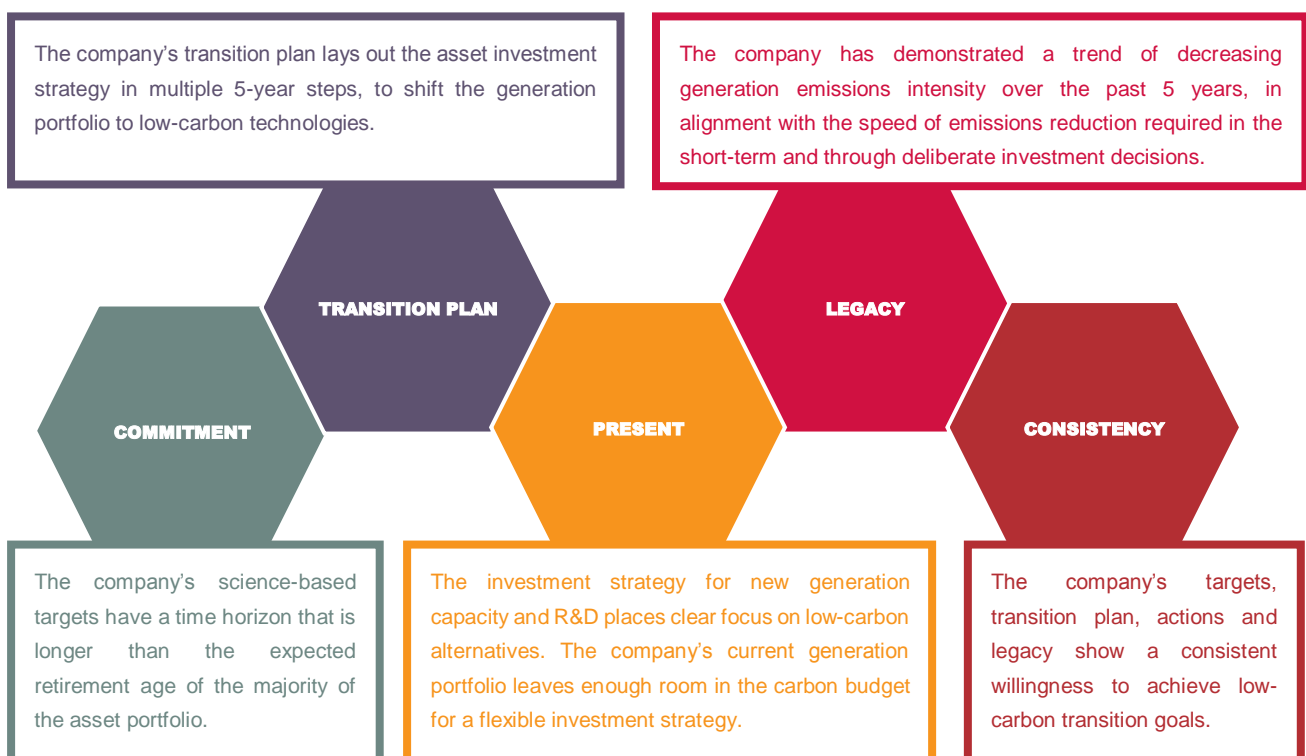 The company’s transition plan lays out the asset investment
strategy in multiple 5-year steps, to shift the generation
portfolio to low-carbon technologies.
The company has demonstrated a trend of decreasing
generation emissions intensity over the past 5 years, in
alignment with the speed of emissions reduction required in the
short-term and through deliberate investment decisions.
TRANSITION PLAN
LEGACY
COMMITMENT
PRESENT
CONSISTENCY
The company’s science-based
targets have a time horizon that is
longer than the expected
retirement age of the majority of
the asset portfolio.
The investment strategy for new generation
capacity and R&D places clear focus on low-carbon
alternatives. The company’s current generation
portfolio leaves enough room in the carbon budget
for a flexible investment strategy.
The company’s targets,
transition plan, actions and
legacy show a consistent
willingness to achieve low-
carbon transition goals.